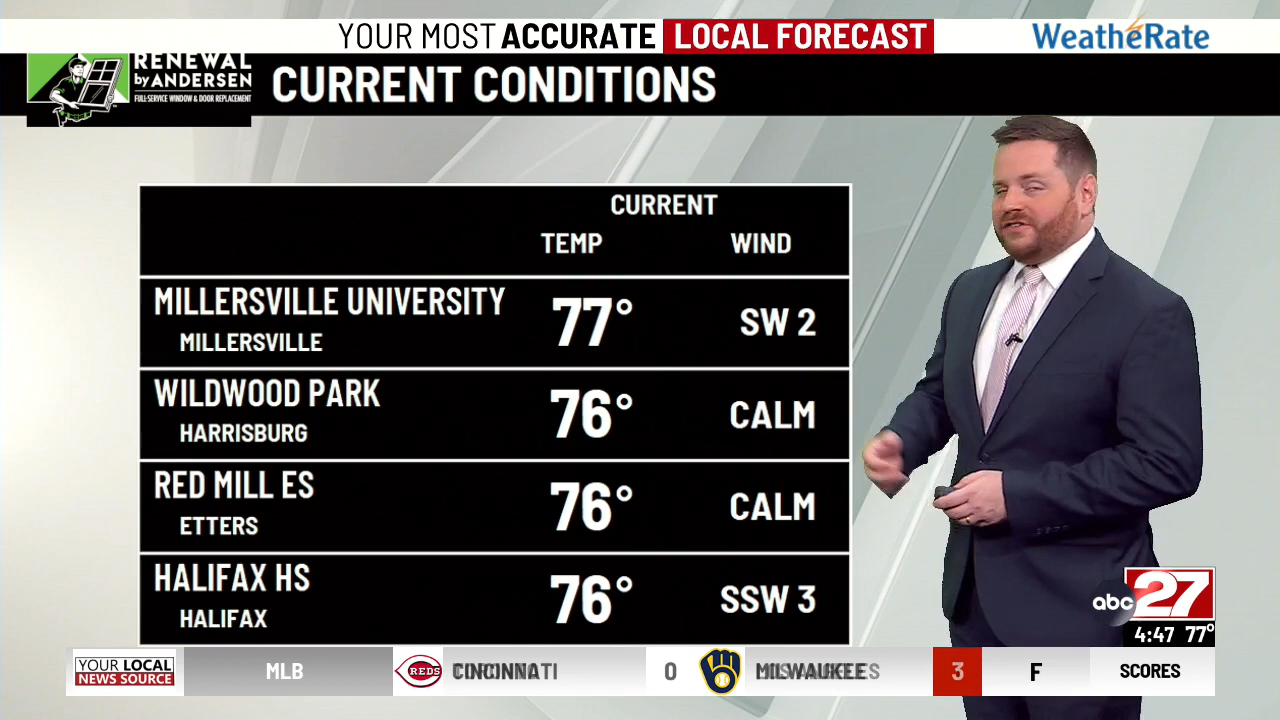 YOUR MOST ACCURATE LOCAL FORECAST
WeatheRate
RENEWAL
by ANDERSEN
FULL-SERVICE WINDOW & DOOR REPLACEMENT
CURRENT CONDITIONS
CURRENT
TEMP WIND
MILLERSVILLE UNIVERSITY
MILLERSVILLE
77° SW 2
WILDWOOD PARK
HARRISBURG
76° CALM
RED MILL ES
ETTERS
76° CALM
HALIFAX HS
HALIFAX
76° SSW 3
abc 27
4:47 77°
YOUR LOCAL
NEWS SOURCE
MLB REDS CINCINNATI 0 MILWAUKEE 3 F SCORES